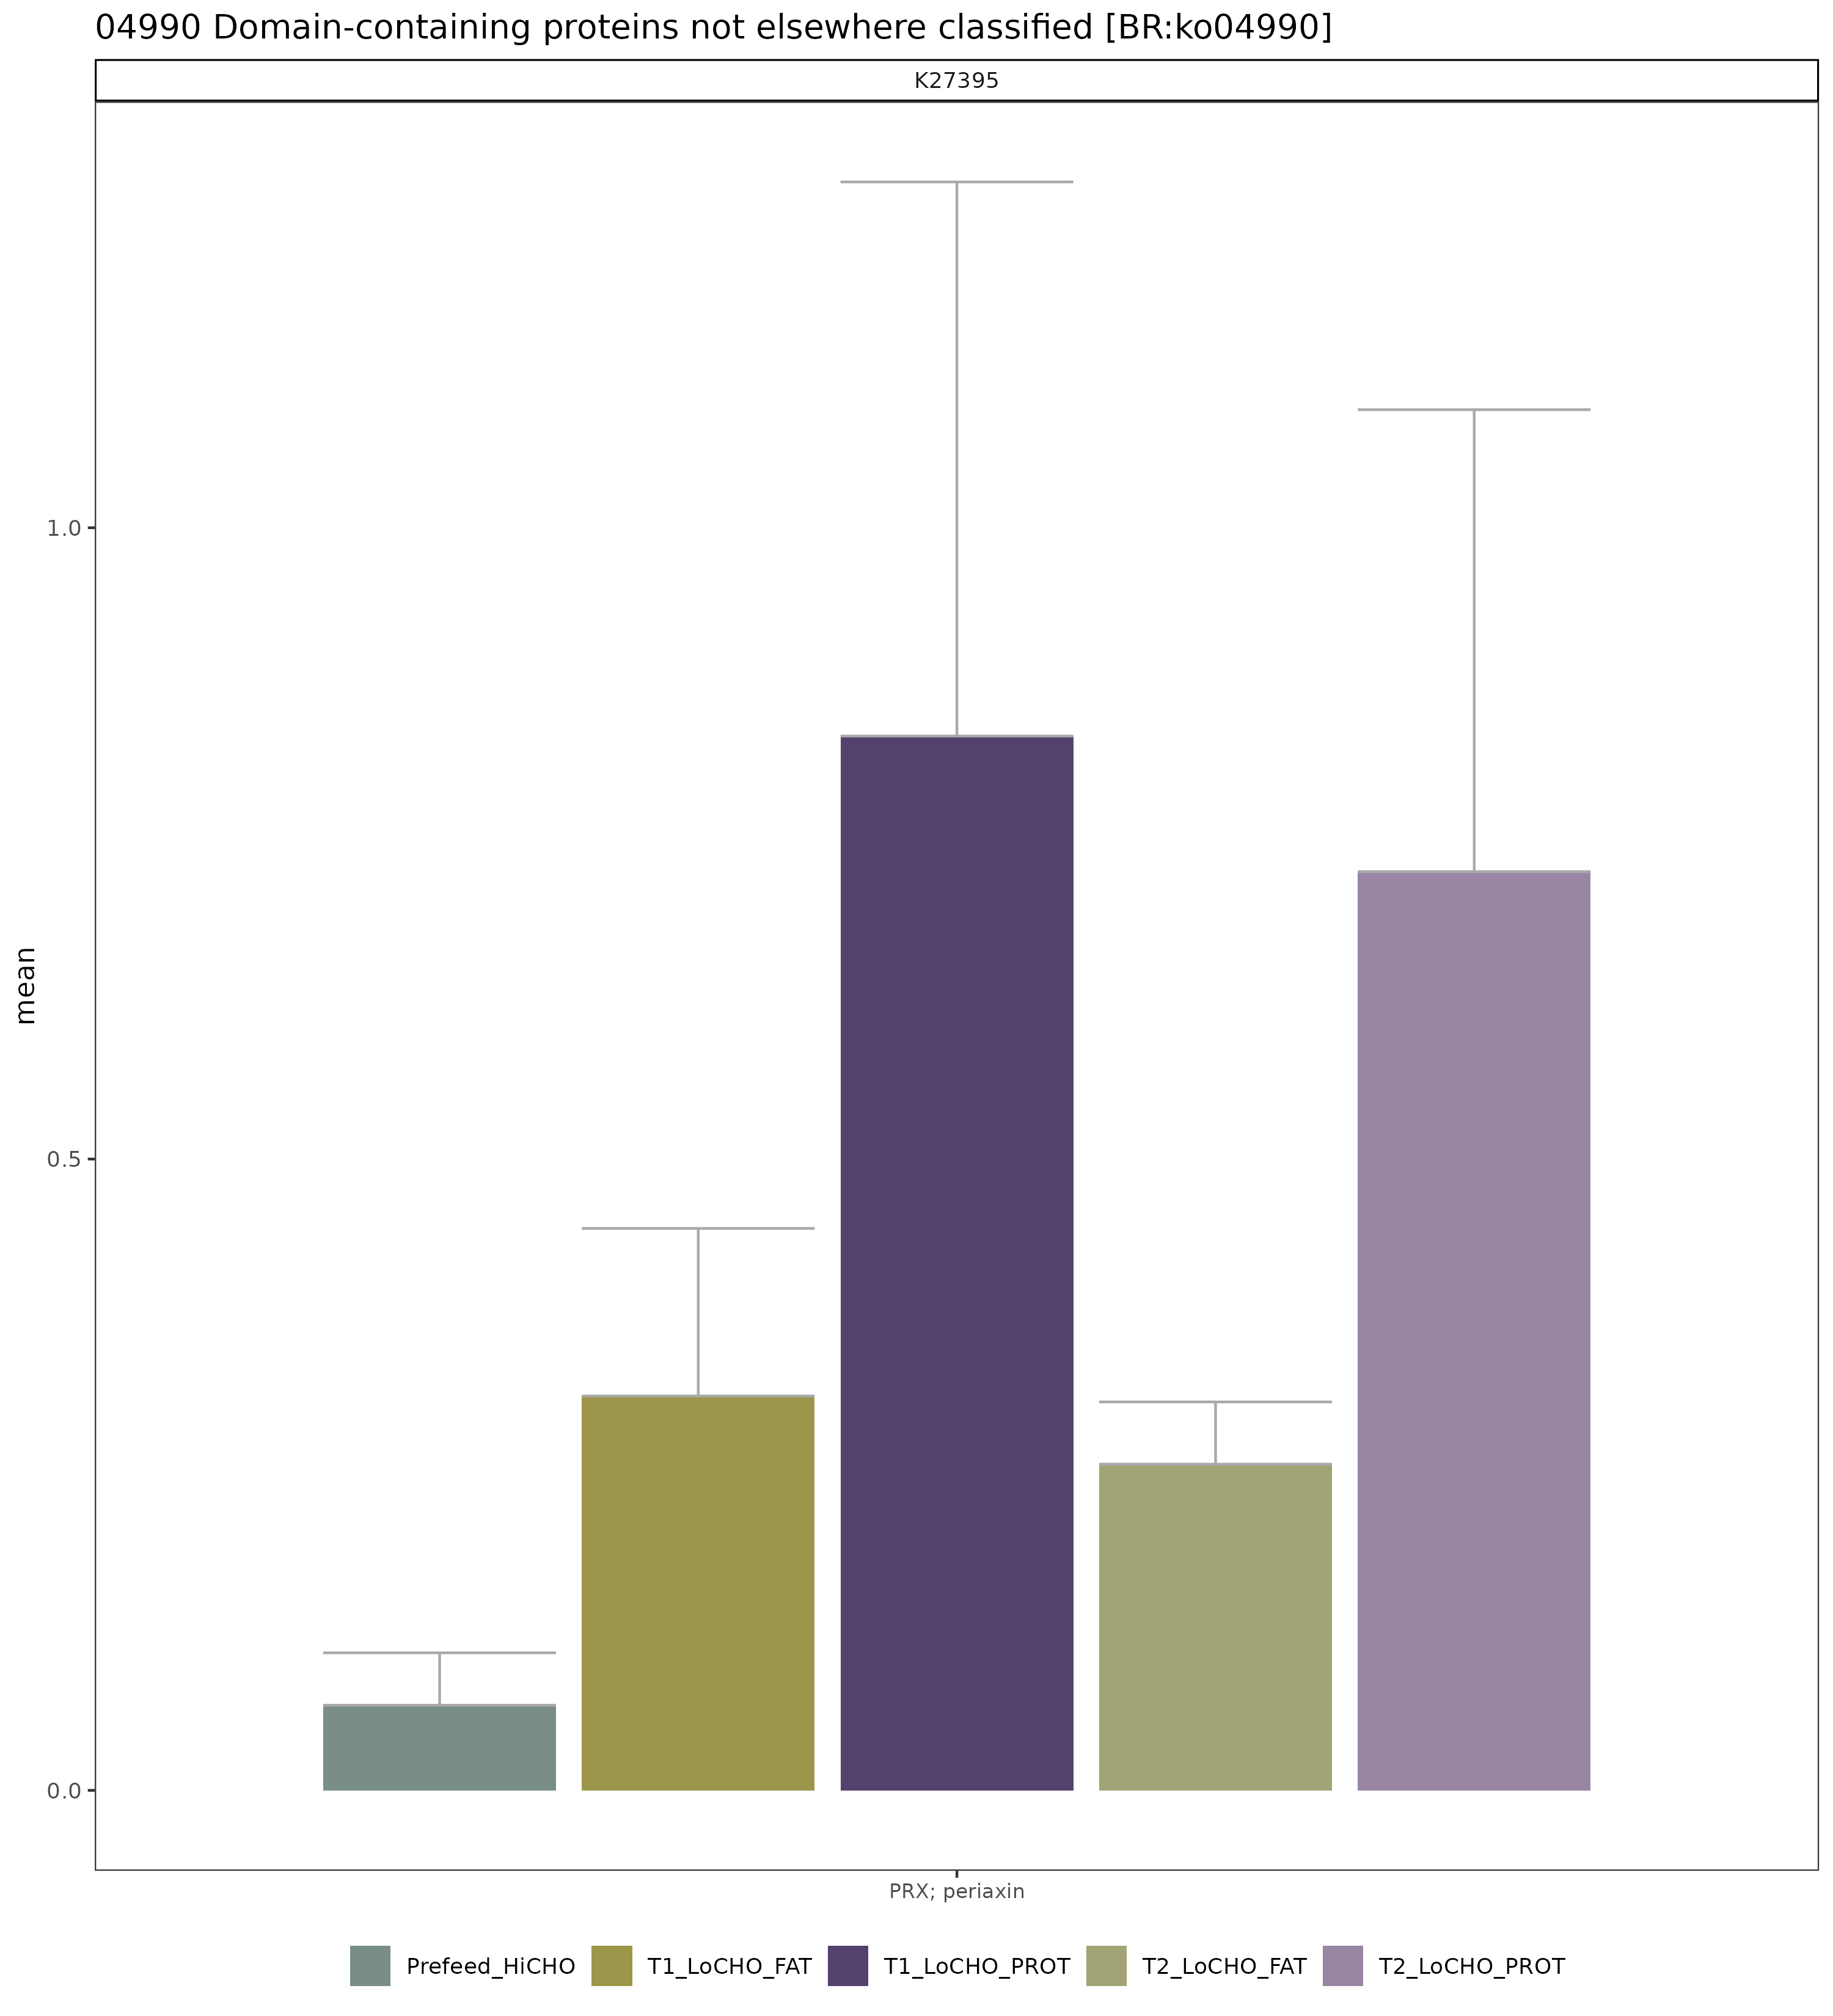 04990 Domain-containing proteins not elsewhere classified [BR:ko04990]
K27395
1.0
0.5
0.0
mean
PRX; periaxin
Prefeed_HiCHO T1_LoCHO_FAT T1_LoCHO_PROT T2_LoCHO_FAT T2_LoCHO_PROT